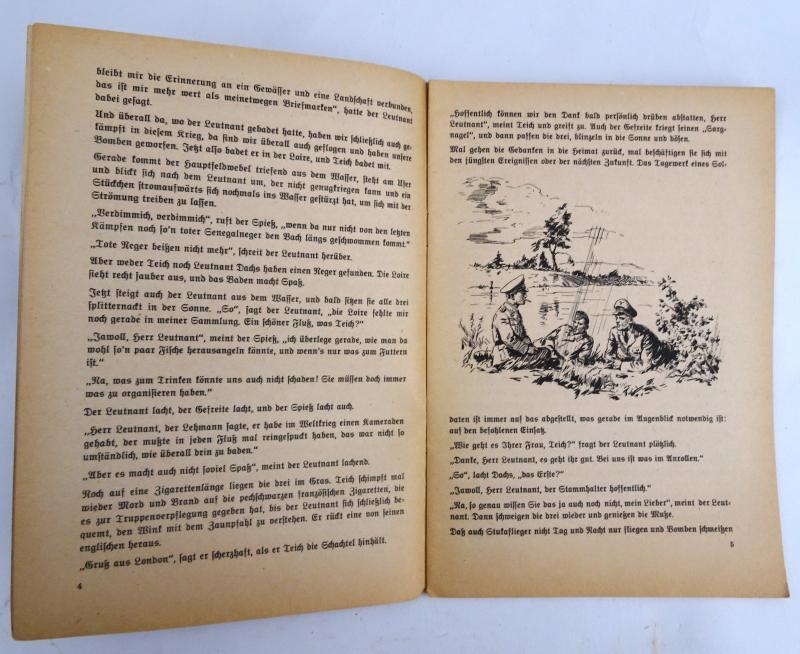 bleibt mir die Erinnerung an ein Gewässer und eine Landschaft verbunden,
das ist mir mehr wert als meinetwegen Briefmarken“, hatte der Leutnant
dabei gesagt.
Und überall da, wo der Leutnant gebadet hatte, haben wir schließlich auch ge-
kämpft in diesem Krieg, da sind wir überall auch geflogen und haben unsere
Bomben geworfen. Jetzt also badet er in der Loire, und Teich badet mit.
Gerade kommt der Hauptfeldwebel triefend aus dem Wasser, steht am Ufer
und blickt sich nach dem Leutnant um, der nicht genugkriegen kann und ein
Stückchen stromaufwärts sich nochmals ins Wasser gestürzt hat, um sich mit der
Strömung treiben zu lassen.
„Verdimmich, verdimmich“, ruft der Spieß, „wenn da nur nicht von den letzten
Kämpfen noch so’n toter Senegalneger den Bach längs geschwommen kommt.“
„Tote Neger beißen nicht mehr“, schreit der Leutnant herüber.
Aber weder Teich noch Leutnant Dachs haben einen Neger gefunden. Die Loire
sieht recht sauber aus, und das Baden macht Spaß.
Jetzt steigt auch der Leutnant aus dem Wasser, und bald sitzen sie alle drei
splitternackt in der Sonne. „So“, sagt der Leutnant, „die Loire fehlte mir
noch gerade in meiner Sammlung. Ein schöner Fluß, was Teich?“
„Jawoll, Herr Leutnant“, meint der Spieß, „ich überlege gerade, wie man da
wohl so’n paar Fische herausangeln könnte, und wenn’s nur was zum Futtern
ist.“
„Na, was zum Trinken könnte uns auch nicht schaden! Sie müssen doch immer
was zu organisieren haben.“
Der Leutnant lacht, der Gefreite lacht, und der Spieß lacht auch.
„Herr Leutnant, der Lehmann sagte, er habe im Weltkrieg einen Kameraden
gehabt, der mußte in jeden Fluß mal reingespuckt haben, das war nicht so
umständlich, wie überall drin zu baden.“
„Aber es macht auch nicht soviel Spaß“, meint der Leutnant lachend.
Noch auf eine Zigarettenlänge liegen die drei im Gras. Teich schimpft mal
wieder Mord und Brand auf die pechschwarzen französischen Zigaretten, die
es zur Truppenverpflegung gegeben hat, bis der Leutnant sich schließlich be-
quemt, den Wink mit dem Zaunpfahl zu verstehen. Er rückt eine von seinen
englischen heraus.
„Gruß aus London“, sagt er scherzhaft, als er Teich die Schachtel hinhält.
4
„Hoffentlich können wir den Dank bald persönlich drüben abstatten, Herr
Leutnant“, meint Teich und greift zu. Auch der Gefreite kriegt seinen „Sarg-
nagel“, und dann paffen die drei, blinzeln in die Sonne und dösen.
Mal gehen die Gedanken in die Heimat zurück, mal beschäftigen sie sich mit
den jüngsten Ereignissen oder der nächsten Zukunft. Das Tagewerk eines Sol-
daten ist immer auf das abgestellt, was gerade im Augenblick notwendig ist:
auf den befohlenen Einsatz.
„Wie geht es Ihrer Frau, Teich?“ fragt der Leutnant plötzlich.
„Danke, Herr Leutnant, es geht ihr gut. Bei uns ist was im Anrollen.“
„So“, lacht Dachs, „das Erste?“
„Jawoll, Herr Leutnant, der Stammhalter hoffentlich.“
„Na, so genau wissen Sie das ja auch noch nicht, mein Lieber“, meint der Leut-
nant. Dann schweigen die drei wieder und genießen die Muße.
Daß auch Stukaflieger nicht Tag und Nacht nur fliegen und Bomben schmeißen
5